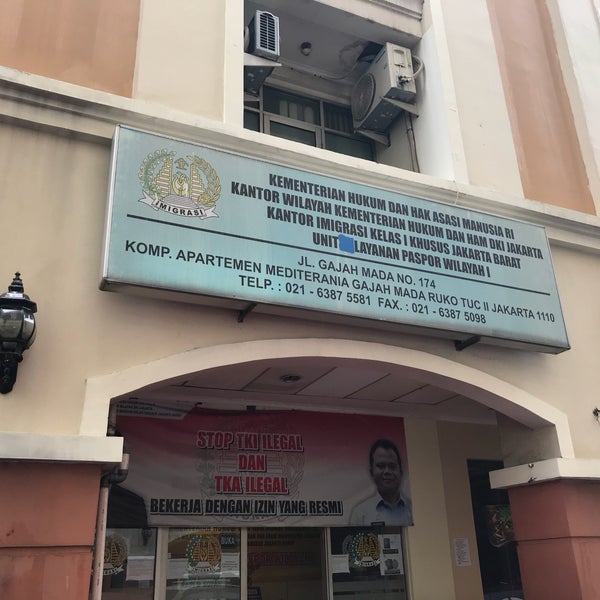 IMIGRASI
KEMENTERIAN HUKUM DAN HAK ASASI MANUSIA RI
KANTOR WILAYAH KEMENTERIAN HUKUM DAN HAM DKI JAKARTA
KANTOR IMIGRASI KELAS I KHUSUS JAKARTA BARAT
UNIT LAYANAN PASPOR WILAYAH I
JL. GAJAH MADA NO. 174
KOMP. APARTEMEN MEDITERANIA GAJAH MADA RUKO TUC II JAKARTA 1110
TELP. : 021 - 6387 5581 FAX. : 021 - 6387 5098
STOP TKI ILEGAL
DAN
TKA ILEGAL
BEKERJA DENGAN IZIN YANG RESMI
BUKA